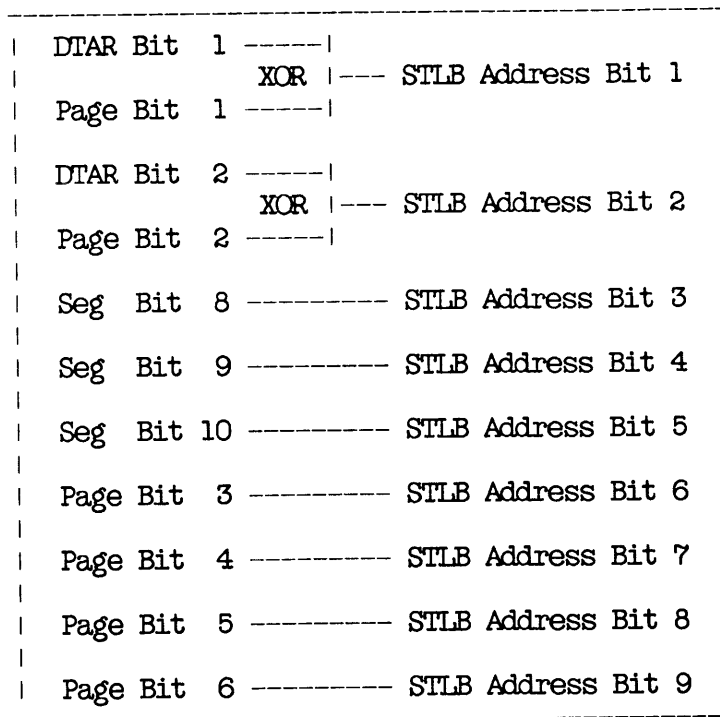 DTAR Bit 1 -----|
XOR |--- STLB Address Bit 1
Page Bit 1 -----|
DTAR Bit 2 -----|
XOR |--- STLB Address Bit 2
Page Bit 2 -----|
Seg Bit 8 --------- STLB Address Bit 3
Seg Bit 9 --------- STLB Address Bit 4
Seg Bit 10 --------- STLB Address Bit 5
Page Bit 3 --------- STLB Address Bit 6
Page Bit 4 --------- STLB Address Bit 7
Page Bit 5 --------- STLB Address Bit 8
Page Bit 6 --------- STLB Address Bit 9